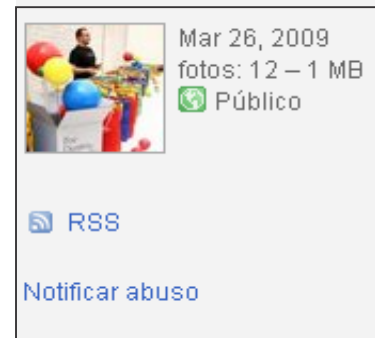 Mar 26, 2009
fotos: 12 – 1 MB
Público
RSS
Notificar abuso